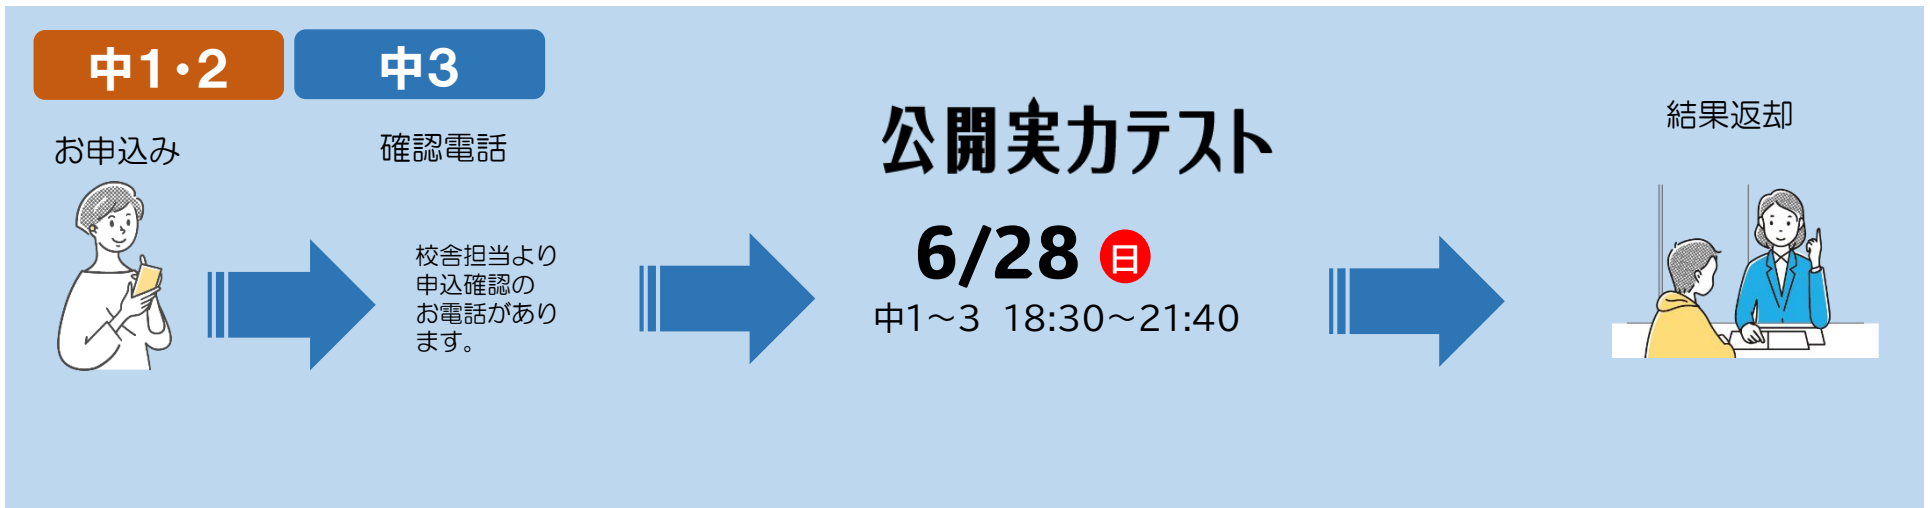 中1・2
中3
お申込み
確認電話
校舎担当より
申込確認の
お電話があり
ます。
公開実力テスト
6/28 日
中1～3 18:30～21:40
結果返却